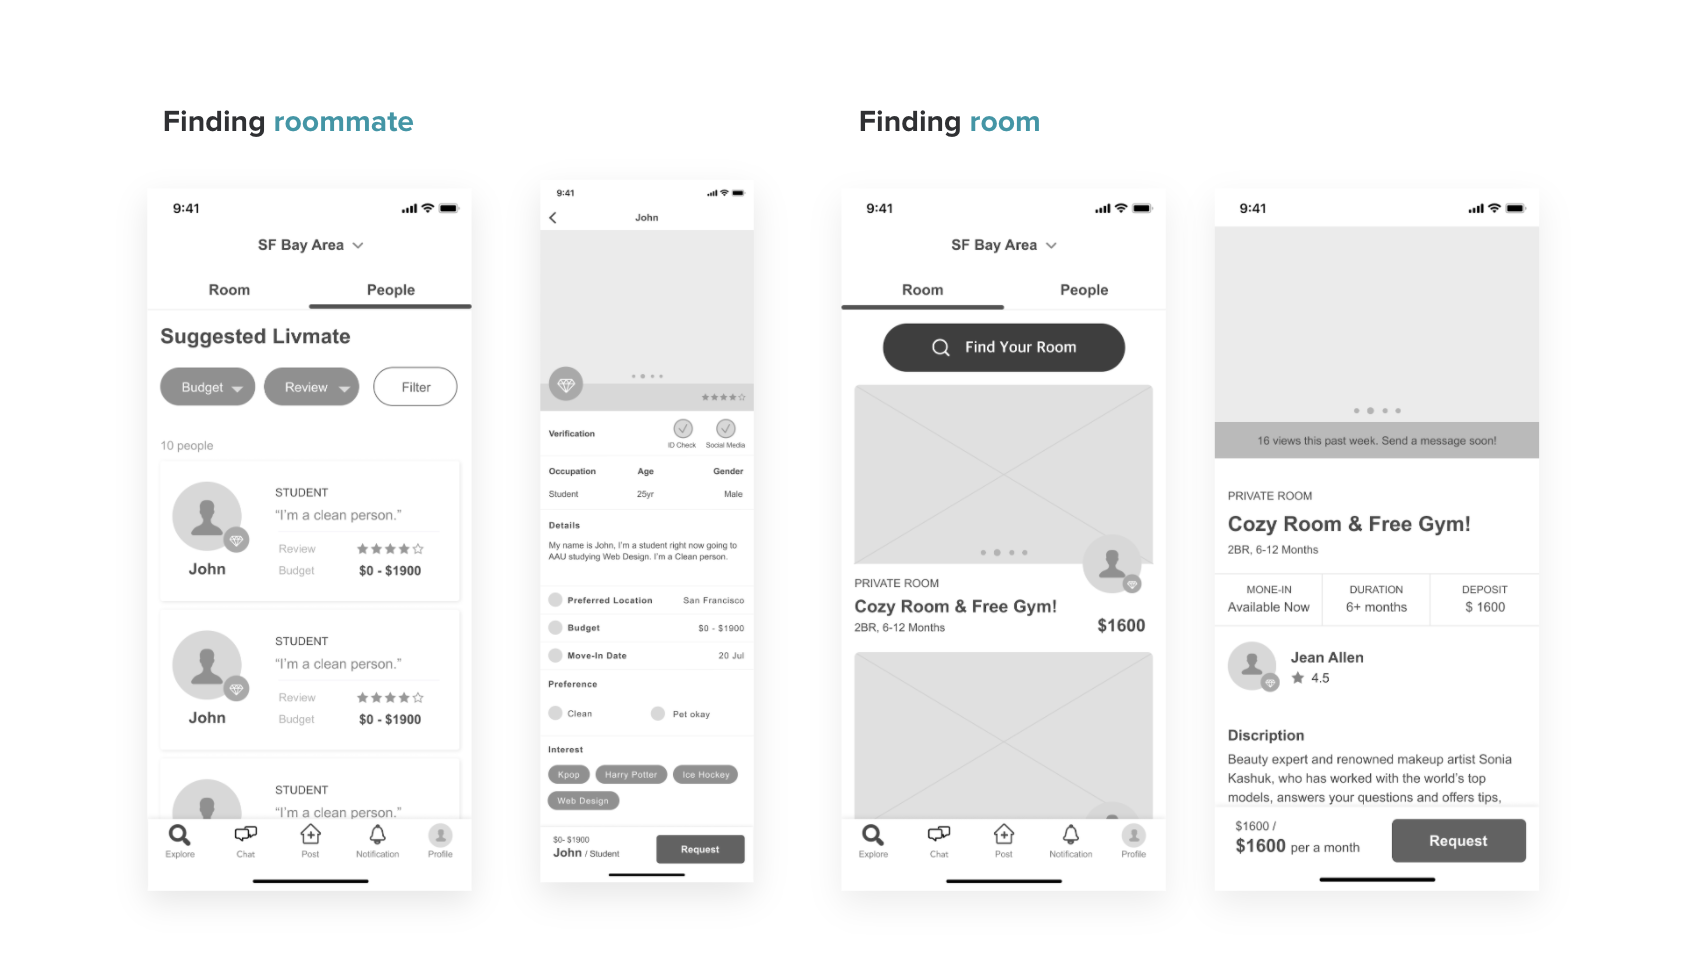 Finding roommate
9:41
SF Bay Area
Room People
Suggested Livmate
Budget Review Filter
10 people
STUDENT
“I’m a clean person.”
Review
John
Budget $0 - $1900
STUDENT
“I’m a clean person.”
Review
John
Budget $0 - $1900
STUDENT
“I’m a clean person.”
Explore Chat Post Notification Profile
9:41
John
Verification
ID Check Social Media
Occupation Age Gender
Student 25yr Male
Details
My name is John, I’m a student right now going to
AAU studying Web Design. I’m a Clean person.
Preferred Location San Francisco
Budget $0 - $1900
Move-In Date 20 Jul
Preference
Clean Pet okay
Interest
Kpop Harry Potter Ice Hockey
Web Design
$0- $1900
John / Student
Request
Finding room
9:41
SF Bay Area
Room People
Find Your Room
PRIVATE ROOM
Cozy Room & Free Gym!
2BR, 6-12 Months
$1600
Explore Chat Post Notification Profile
9:41
16 views this past week. Send a message soon!
PRIVATE ROOM
Cozy Room & Free Gym!
2BR, 6-12 Months
MONE-IN DURATION DEPOSIT
Available Now 6+ months $ 1600
Jean Allen
4.5
Discription
Beauty expert and renowned makeup artist Sonia
Kashuk, who has worked with the world’s top
models, answers your questions and offers tips,
$1600 /
$1600 per a month
Request